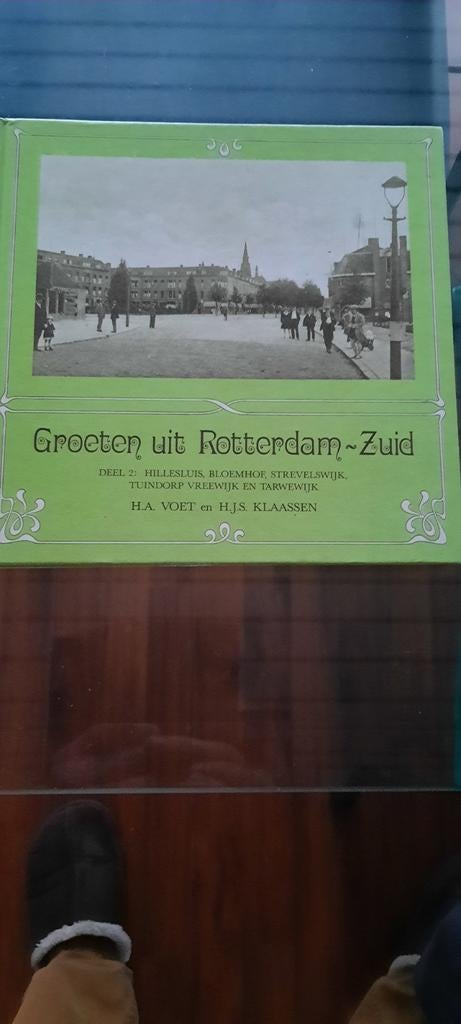 Groeten uit Rotterdam~Zuid
DEEL 2: HILLESLUIS, BLOEMHOF, STREVELSWIJK,
TUINDORP VREEWIJK EN TARWEWIJK
H.A. VOET en H.J.S. KLAASSEN